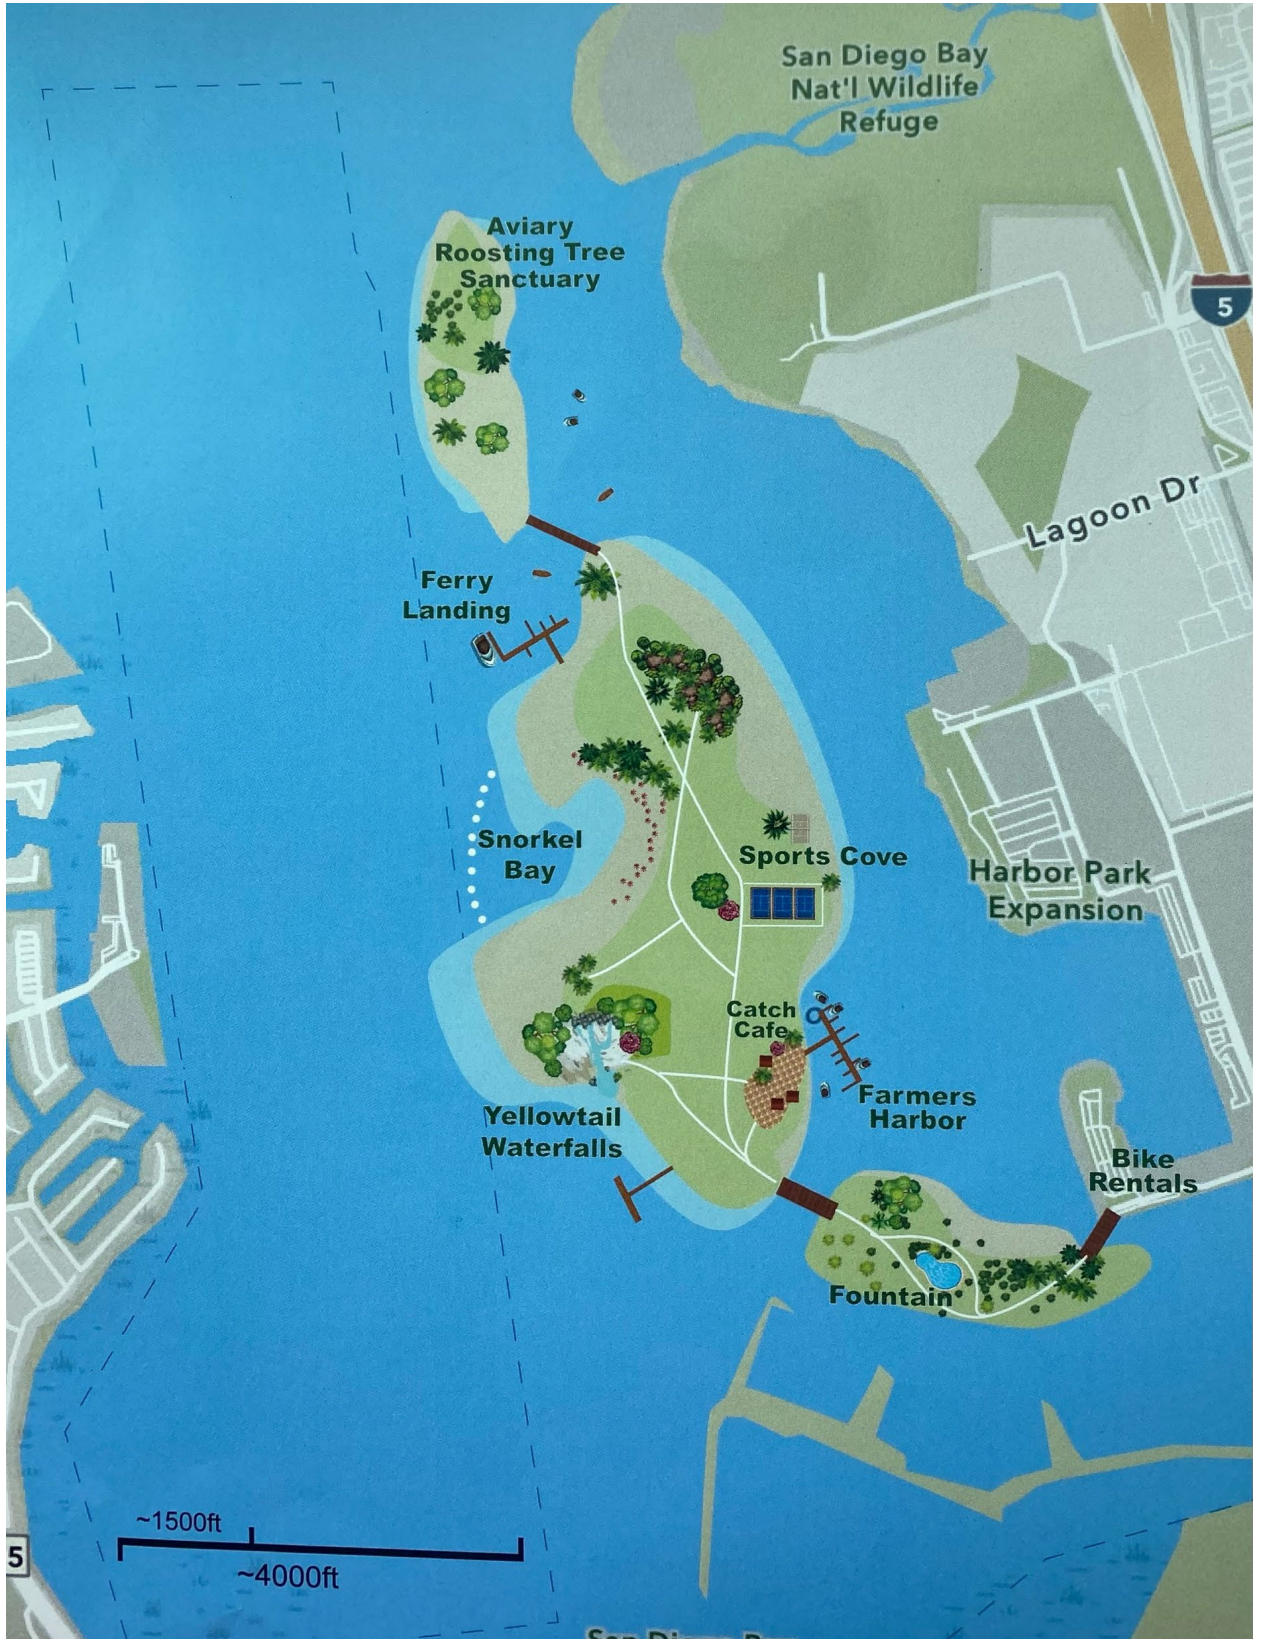 San Diego Bay
Nat'l Wildlife
Refuge
Aviary
Roosting Tree
Sanctuary
5
Lagoon Dr
Ferry
Landing
Snorkel
Bay
Sports Cove
Harbor Park
Expansion
Catch
Cafe
Farmers
Harbor
Yellowtail
Waterfalls
Bike
Rentals
Fountain
~1500ft
~4000ft
5